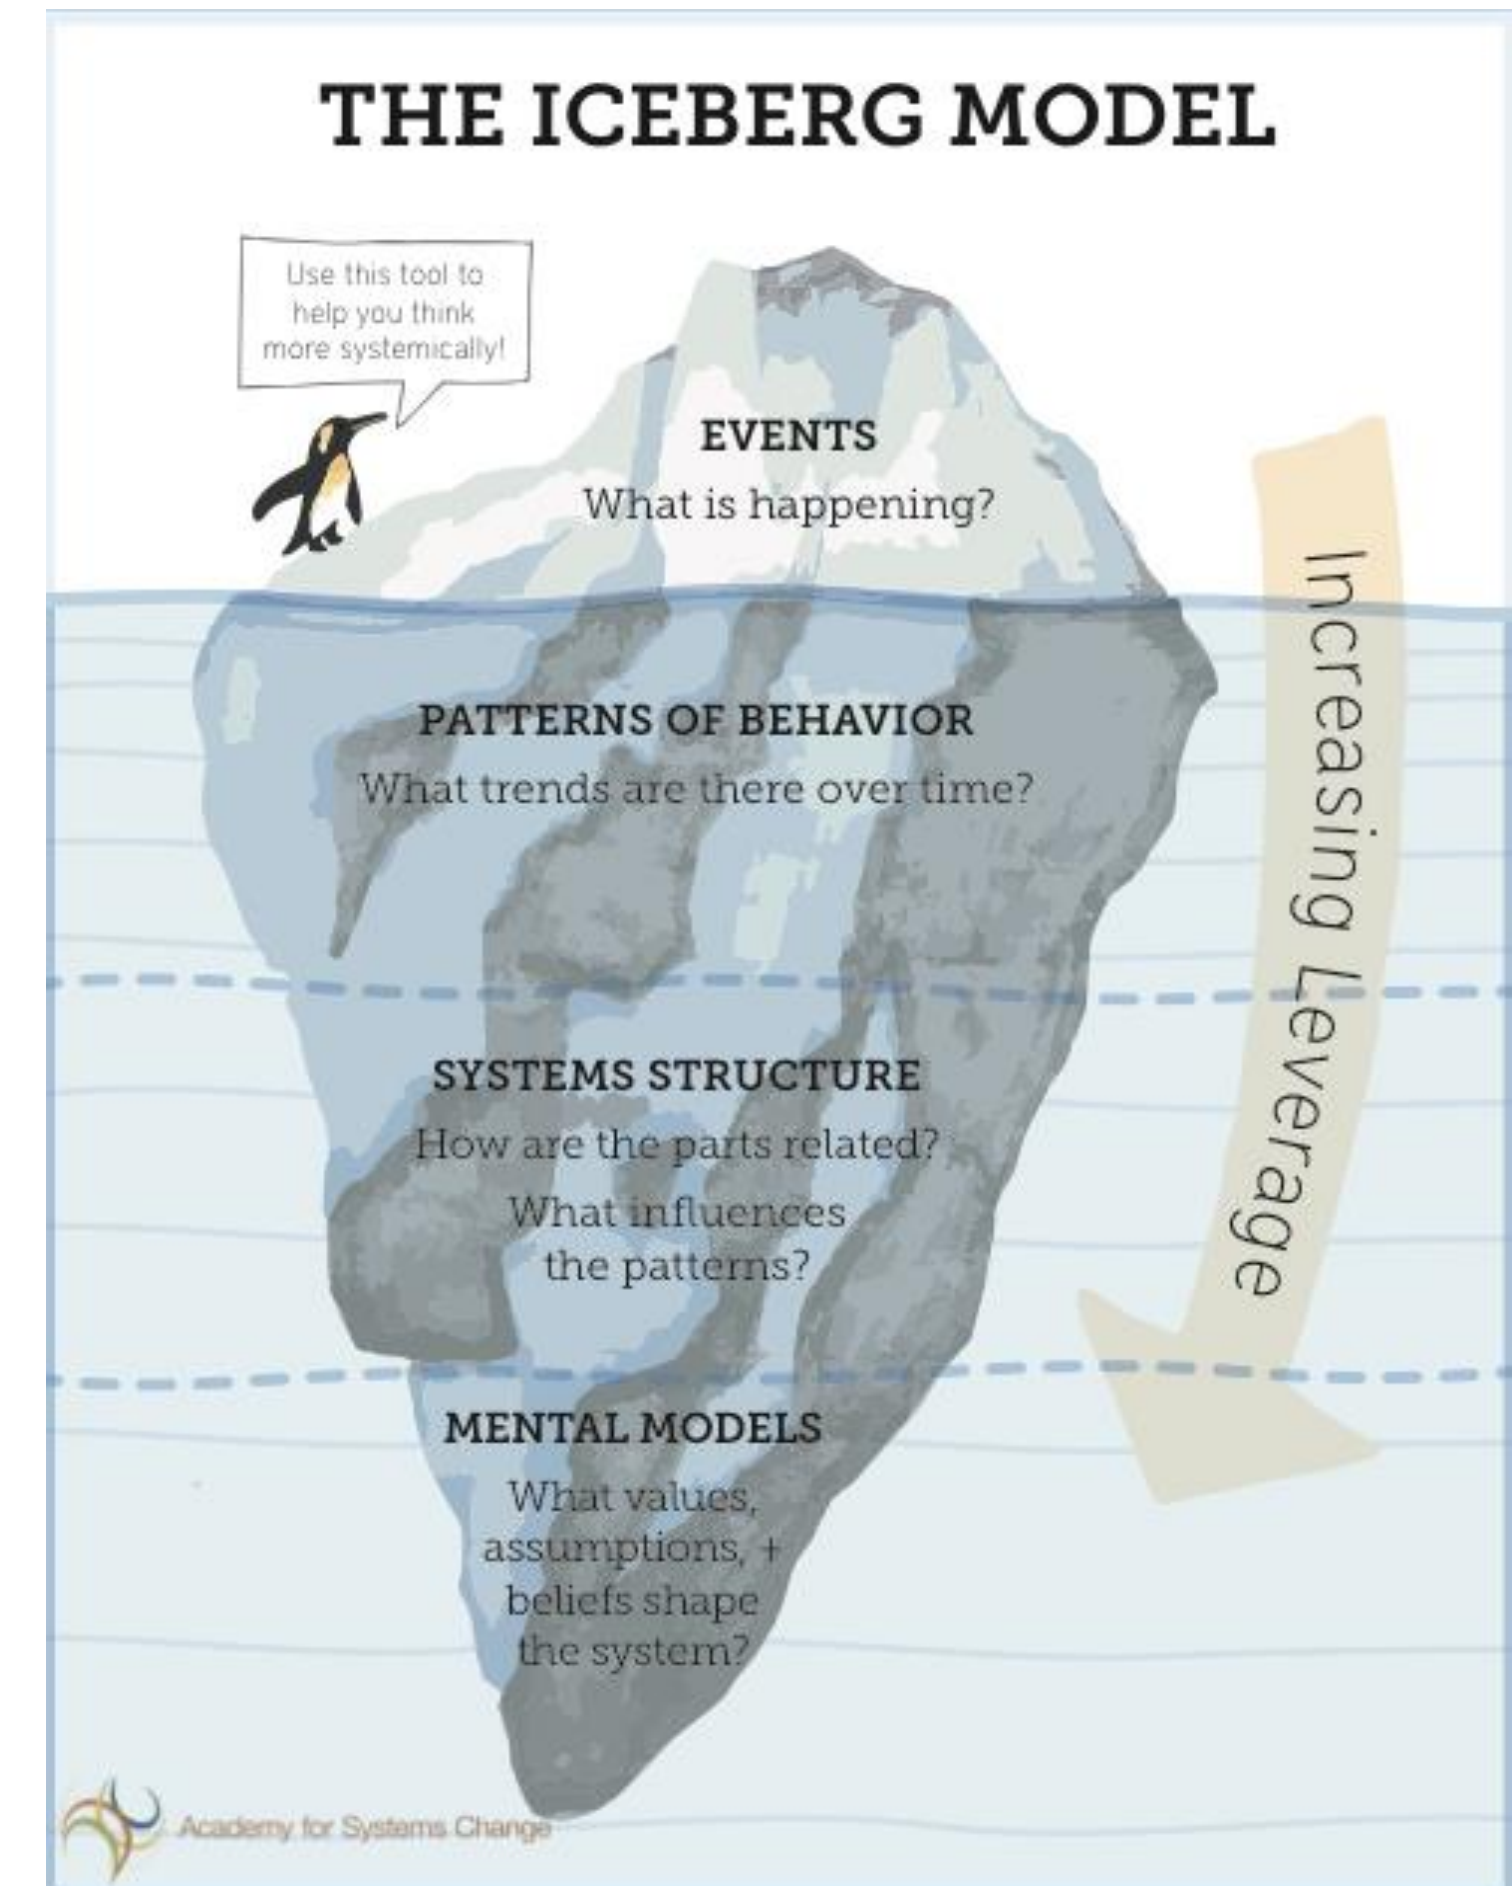 THE ICEBERG MODEL
Use this tool to
help you think
more systemically!
EVENTS
What is happening?
PATTERNS OF BEHAVIOR
What trends are there over time?
SYSTEMS STRUCTURE
How are the parts related?
What influences
the patterns?
MENTAL MODELS
What values,
assumptions, +
beliefs shape
the system?
Increasing Leverage
Academy for Systems Change